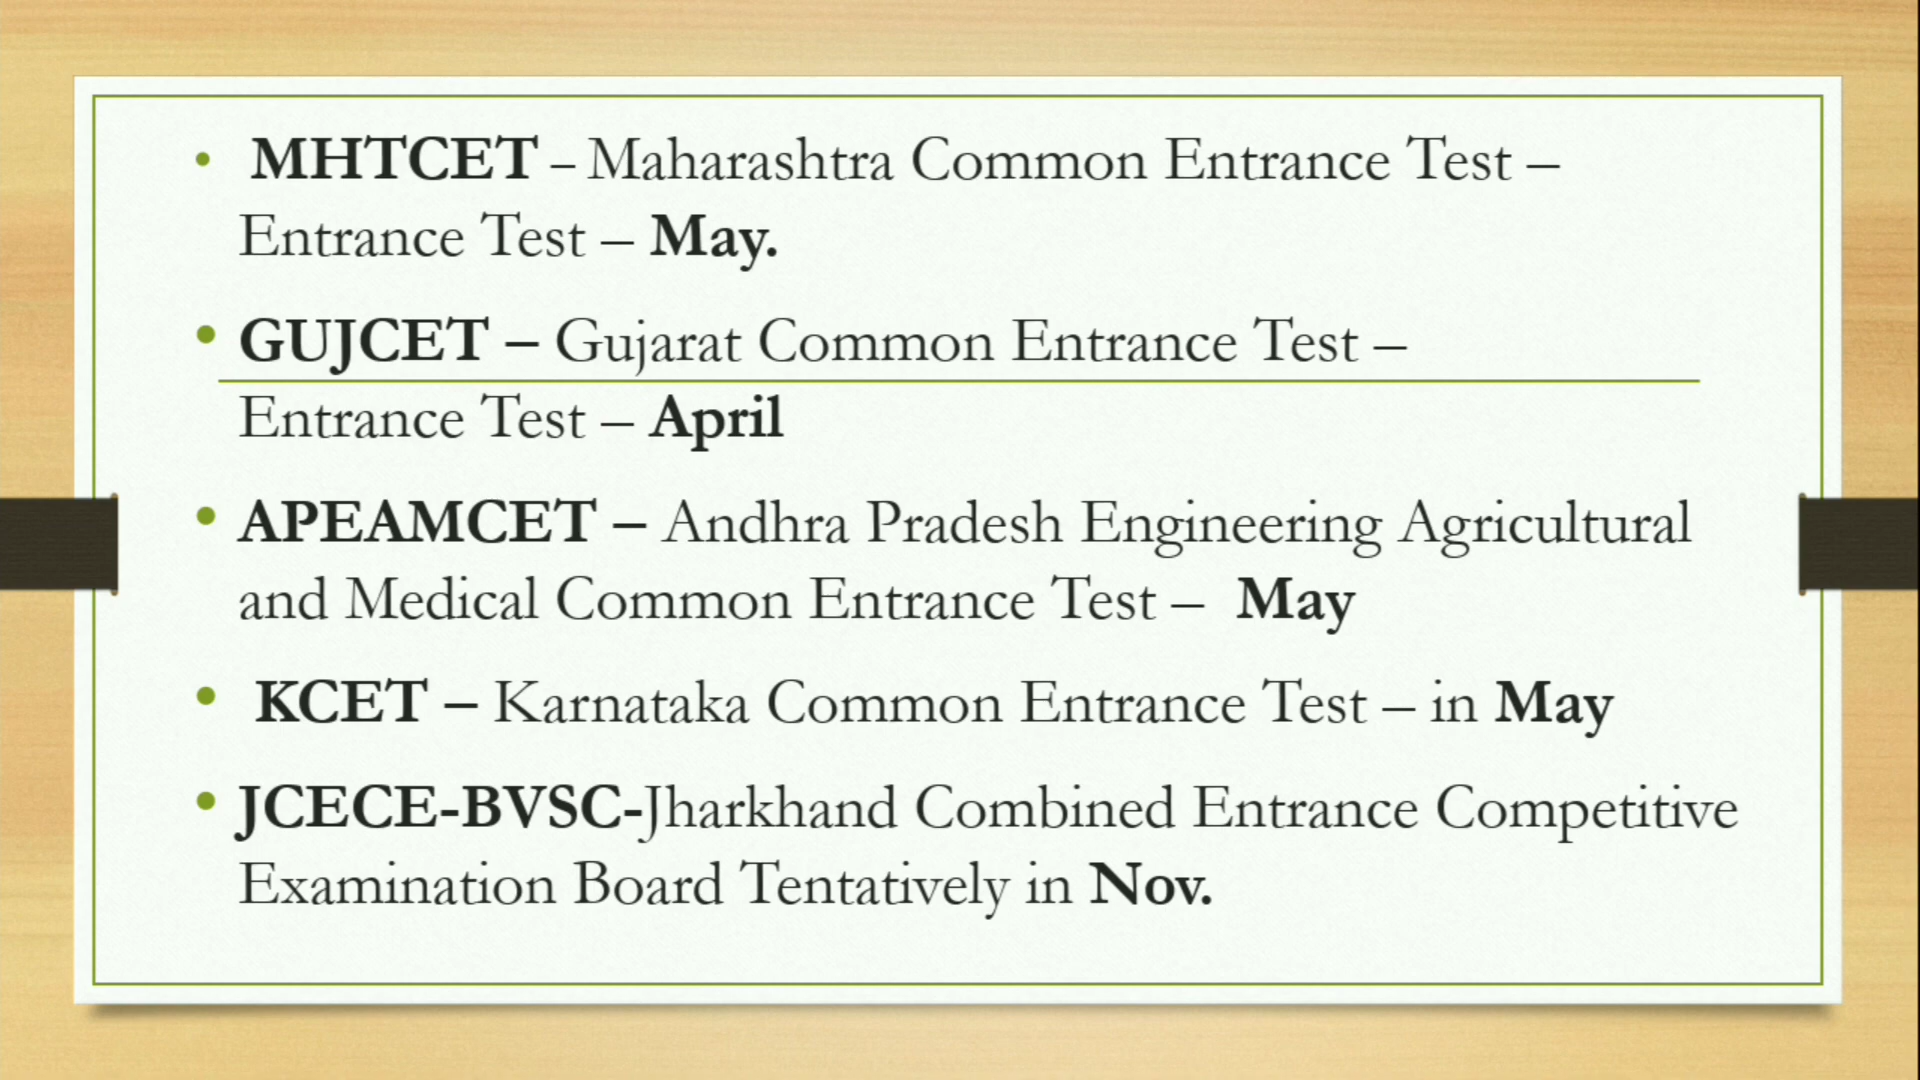 • MHTCET – Maharashtra Common Entrance Test –
Entrance Test – May.
• GUJCET – Gujarat Common Entrance Test –
Entrance Test – April
• APEAMCET – Andhra Pradesh Engineering Agricultural
and Medical Common Entrance Test – May
• KCET – Karnataka Common Entrance Test – in May
• JCECE-BVSC-Jharkhand Combined Entrance Competitive
Examination Board Tentatively in Nov.